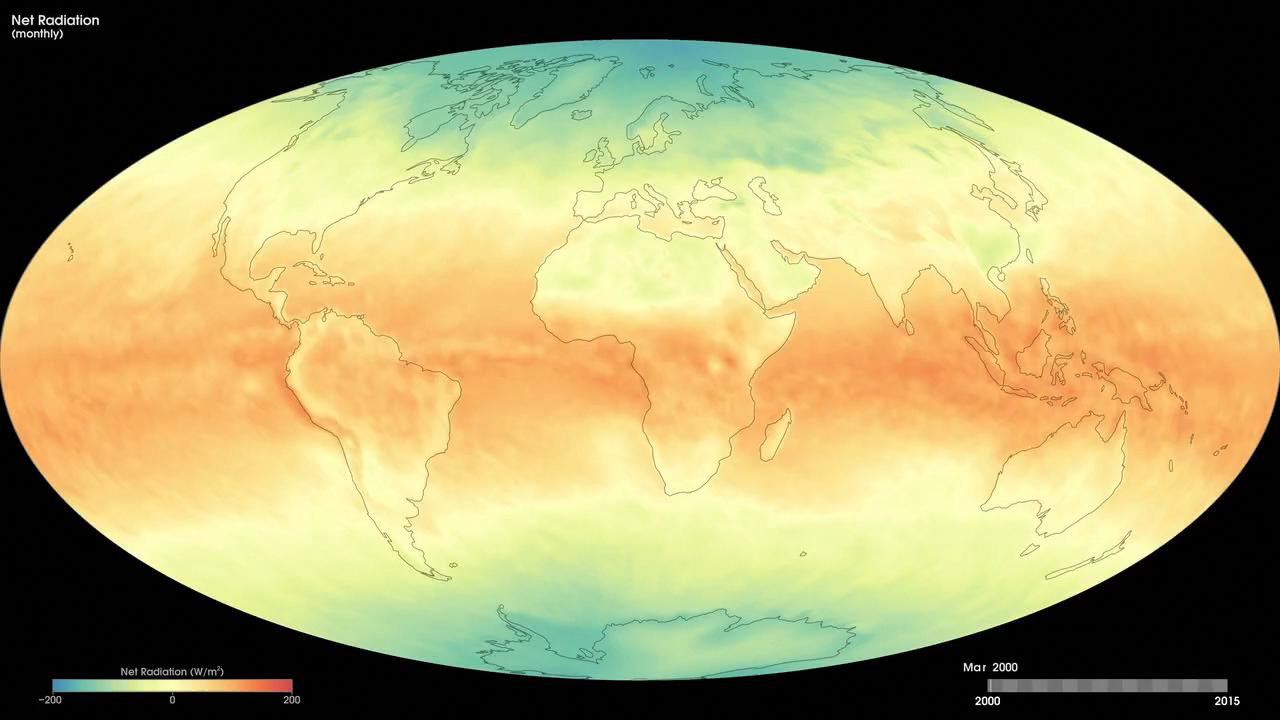 Net Radiation
(monthly)
Net Radiation (W/m²)
−200 0 200
Mar 2000
2000 2015